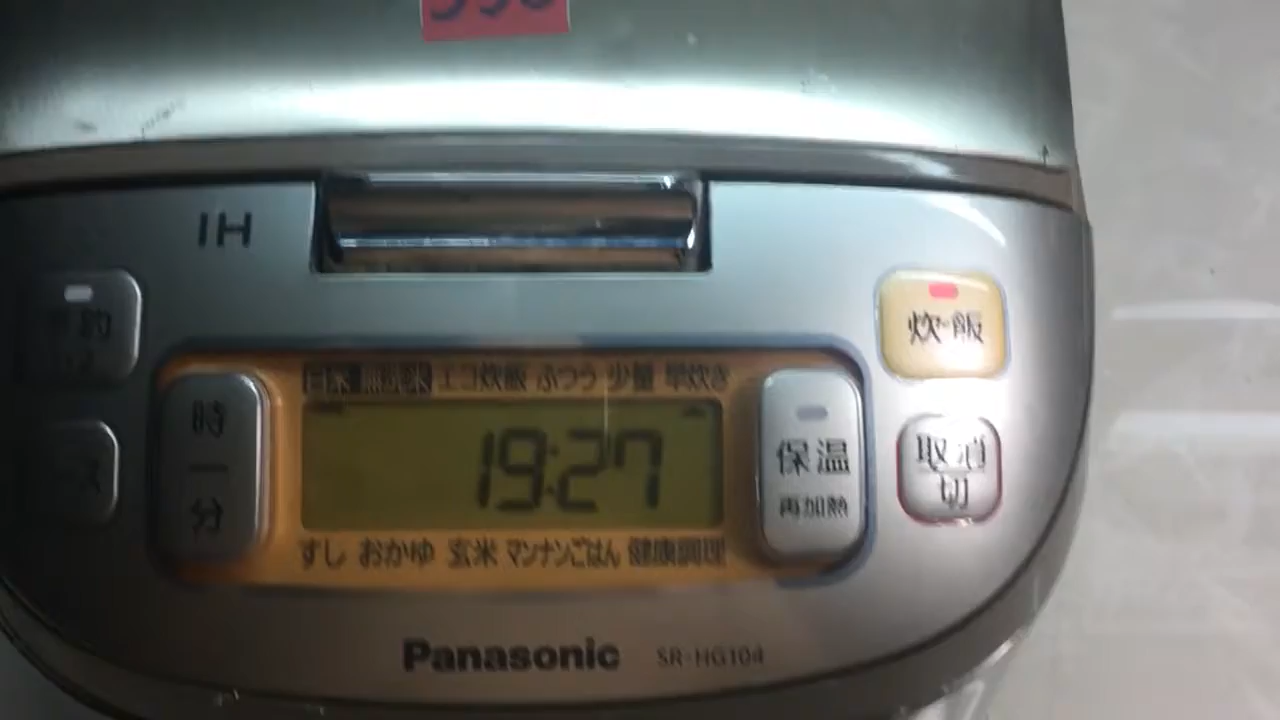 IH
炊飯
白米 無洗米 エコ炊飯 ふつう 少量 早炊き
時
分
19:27
保温
再加熱
取消
切
すし おかゆ 玄米 マンナンごはん 健康調理
Panasonic SR-HG104